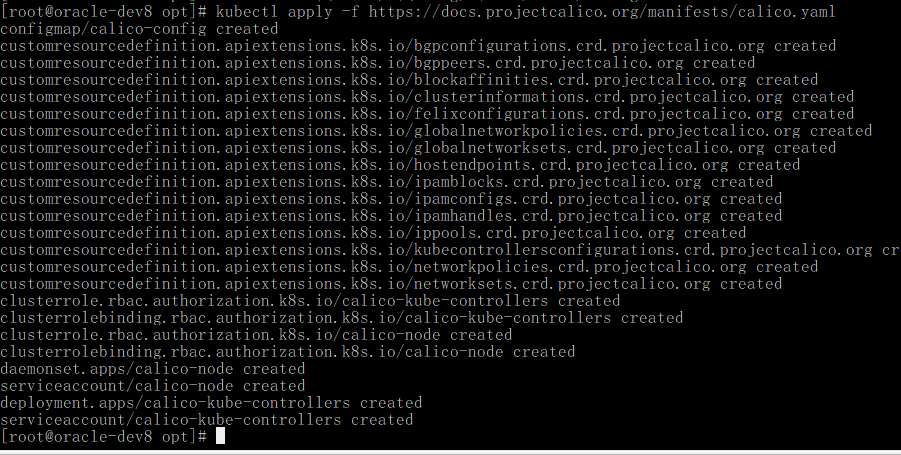 [root@oracle-dev8 opt]# kubectl apply -f https://docs.projectcalico.org/manifests/calico.yaml
configmap/calico-config created
customresourcedefinition.apiextensions.k8s.io/bgpconfigurations.crd.projectcalico.org created
customresourcedefinition.apiextensions.k8s.io/bgppeers.crd.projectcalico.org created
customresourcedefinition.apiextensions.k8s.io/blockaffinities.crd.projectcalico.org created
customresourcedefinition.apiextensions.k8s.io/clusterinformations.crd.projectcalico.org created
customresourcedefinition.apiextensions.k8s.io/felixconfigurations.crd.projectcalico.org created
customresourcedefinition.apiextensions.k8s.io/globalnetworkpolicies.crd.projectcalico.org created
customresourcedefinition.apiextensions.k8s.io/globalnetworksets.crd.projectcalico.org created
customresourcedefinition.apiextensions.k8s.io/hostendpoints.crd.projectcalico.org created
customresourcedefinition.apiextensions.k8s.io/ipamblocks.crd.projectcalico.org created
customresourcedefinition.apiextensions.k8s.io/ipamconfigs.crd.projectcalico.org created
customresourcedefinition.apiextensions.k8s.io/ipamhandles.crd.projectcalico.org created
customresourcedefinition.apiextensions.k8s.io/ippools.crd.projectcalico.org created
customresourcedefinition.apiextensions.k8s.io/kubecontrollersconfigurations.crd.projectcalico.org cr
customresourcedefinition.apiextensions.k8s.io/networkpolicies.crd.projectcalico.org created
customresourcedefinition.apiextensions.k8s.io/networksets.crd.projectcalico.org created
clusterrole.rbac.authorization.k8s.io/calico-kube-controllers created
clusterrolebinding.rbac.authorization.k8s.io/calico-kube-controllers created
clusterrole.rbac.authorization.k8s.io/calico-node created
clusterrolebinding.rbac.authorization.k8s.io/calico-node created
daemonset.apps/calico-node created
serviceaccount/calico-node created
deployment.apps/calico-kube-controllers created
serviceaccount/calico-kube-controllers created
[root@oracle-dev8 opt]#